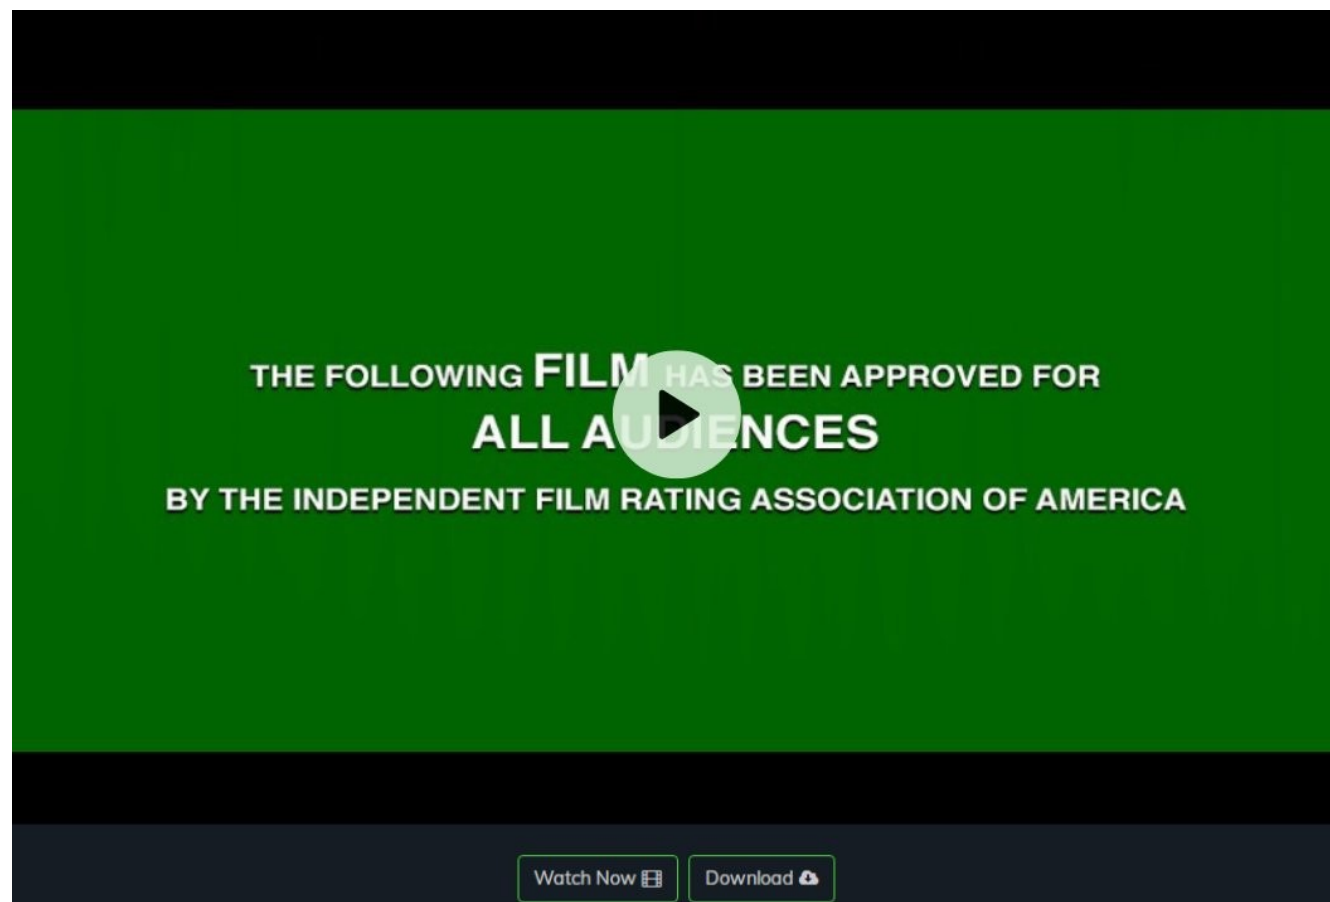 THE FOLLOWING FILM HAS BEEN APPROVED FOR
ALL AUDIENCES
BY THE INDEPENDENT FILM RATING ASSOCIATION OF AMERICA
Watch Now
Download